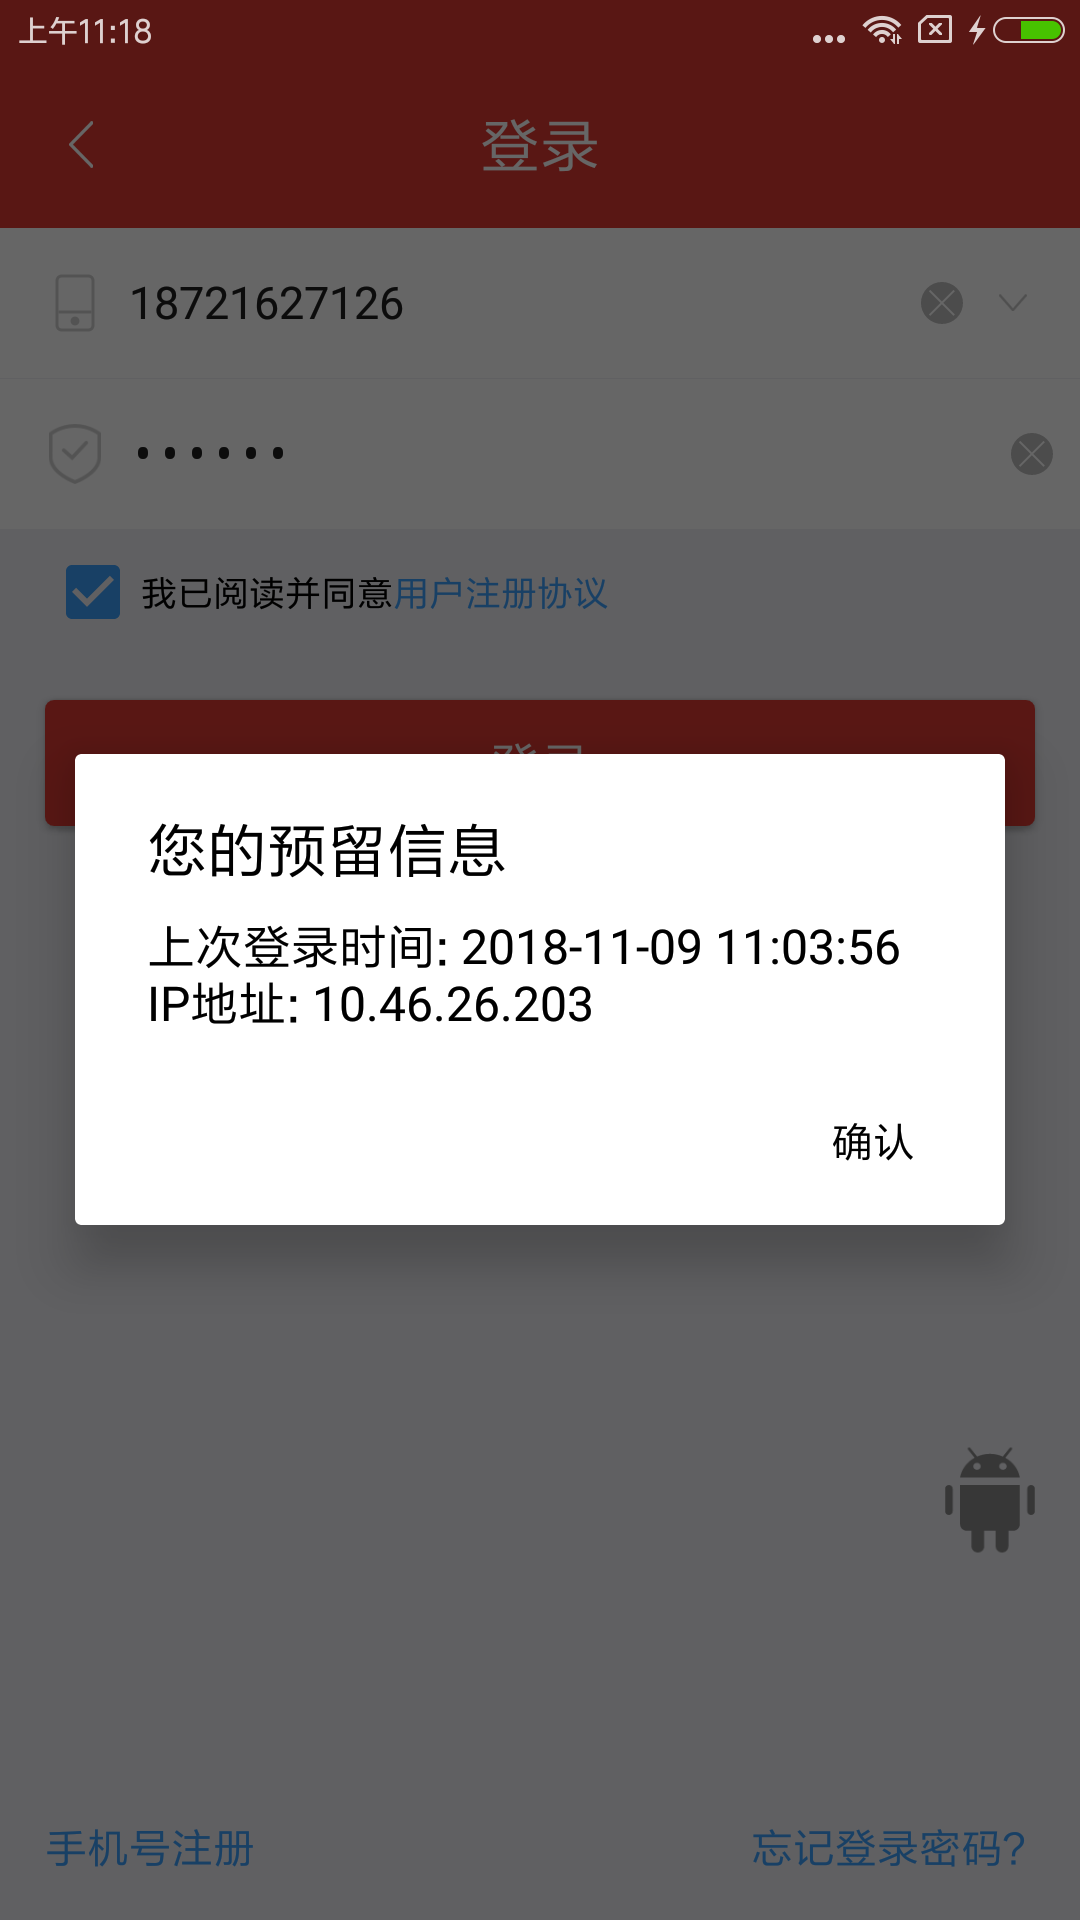 上午11:18
登录
18721627126
••••••
我已阅读并同意用户注册协议
登录
您的预留信息
上次登录时间: 2018-11-09 11:03:56
IP地址: 10.46.26.203
确认
手机号注册
忘记登录密码?